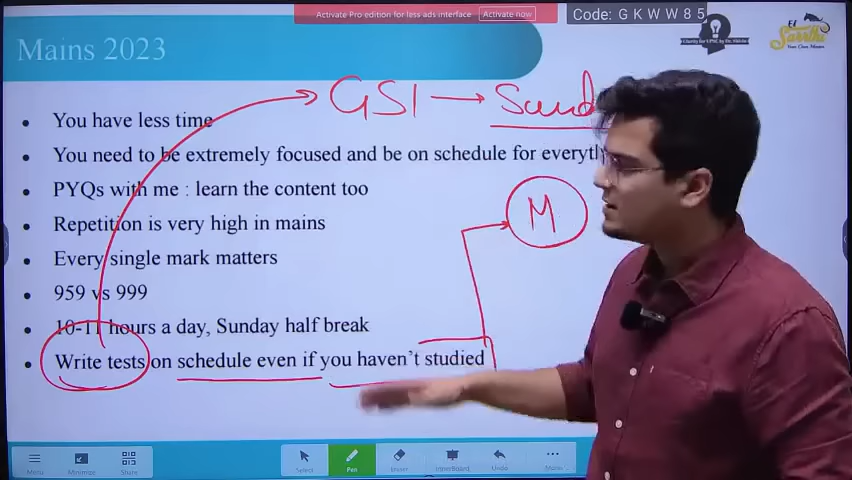 Activate Pro edition for less ads interface Activate now
Code: G K W W 8 5
Mains 2023
El
Saarthi
GS1 → Sund
You have less time
You need to be extremely focused and be on schedule for everyth
PYQs with me : learn the content too
M
Repetition is very high in mains
Every single mark matters
959 vs 999
10-11 hours a day, Sunday half break
Write tests on schedule even if you haven't studied
Menu Minimize Share Select Pen Eraser Undo